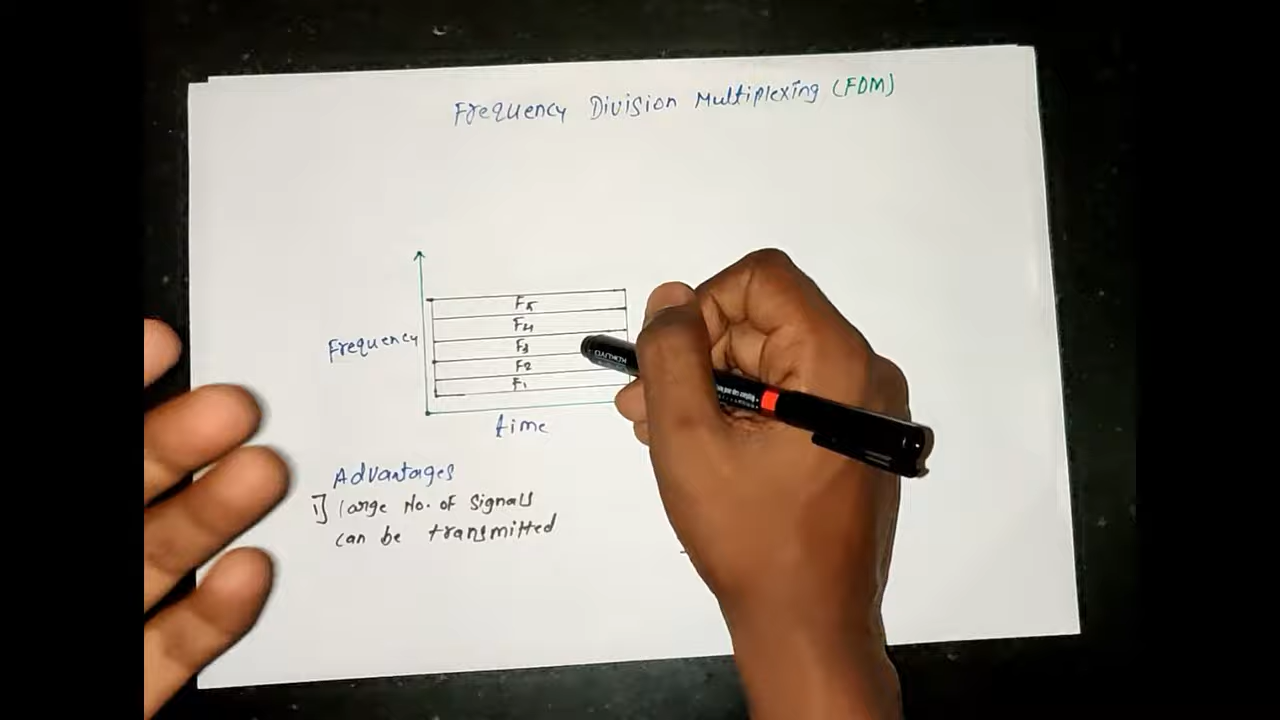 Frequency Division Multiplexing (FDM)
F5
F4
F3
F2
F1
Frequency
time
Advantages
1] large No. of Signals
can be transmitted
KOKUYO